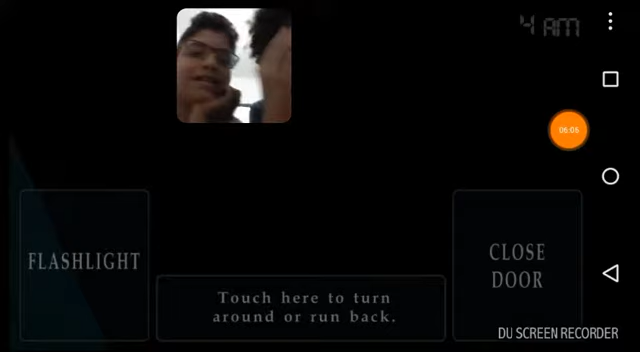 4 AM
06:05
FLASHLIGHT
CLOSE
DOOR
Touch here to turn
around or run back.
DU SCREEN RECORDER